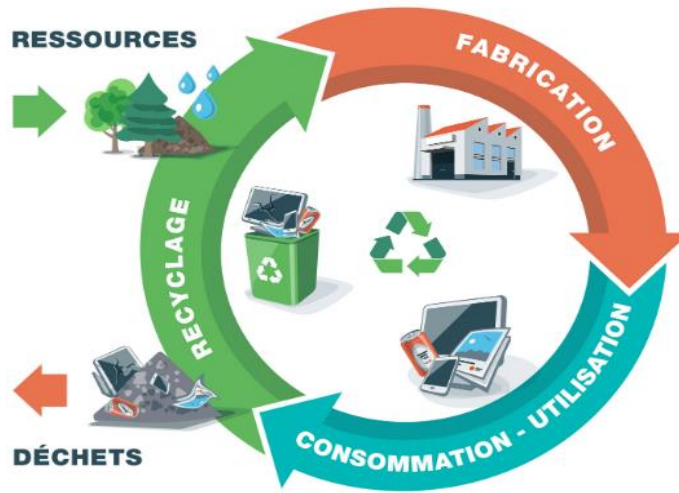 RESSOURCES
FABRICATION
RECYCLAGE
CONSOMMATION - UTILISATION
DÉCHETS